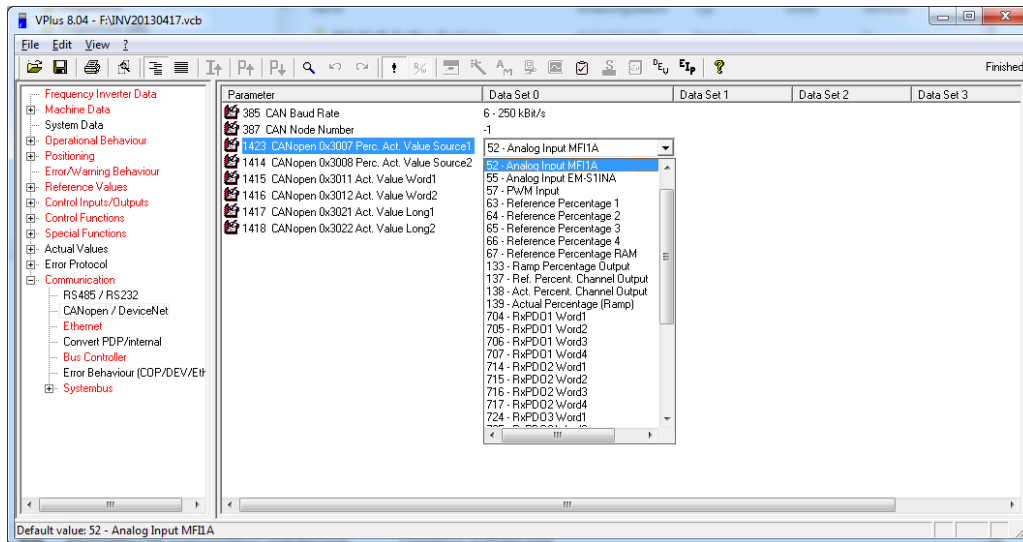 VPlus 8.04 - F:\INV20130417.vcb
File Edit View ?
Finished
Frequency Inverter Data
Machine Data
System Data
Operational Behaviour
Positioning
Error/Warning Behaviour
Reference Values
Control Inputs/Outputs
Control Functions
Special Functions
Actual Values
Error Protocol
Communication
RS485 / RS232
CANopen / DeviceNet
Ethernet
Convert PDP/internal
Bus Controller
Error Behaviour (COP/DEV/Eth
Systembus
Parameter Data Set 0 Data Set 1 Data Set 2 Data Set 3
385 CAN Baud Rate 6 - 250 kBit/s
387 CAN Node Number -1
1423 CANopen 0x3007 Perc. Act. Value Source1 52 - Analog Input MFI1A
1414 CANopen 0x3008 Perc. Act. Value Source2
1415 CANopen 0x3011 Act. Value Word1
1416 CANopen 0x3012 Act. Value Word2
1417 CANopen 0x3021 Act. Value Long1
1418 CANopen 0x3022 Act. Value Long2
52 - Analog Input MFI1A
55 - Analog Input EM-S1INA
57 - PWM Input
63 - Reference Percentage 1
64 - Reference Percentage 2
65 - Reference Percentage 3
66 - Reference Percentage 4
67 - Reference Percentage RAM
133 - Ramp Percentage Output
137 - Ref. Percent. Channel Output
138 - Act. Percent. Channel Output
139 - Actual Percentage (Ramp)
704 - RxPDO1 Word1
705 - RxPDO1 Word2
706 - RxPDO1 Word3
707 - RxPDO1 Word4
714 - RxPDO2 Word1
715 - RxPDO2 Word2
716 - RxPDO2 Word3
717 - RxPDO2 Word4
724 - RxPDO3 Word1
Default value: 52 - Analog Input MFI1A